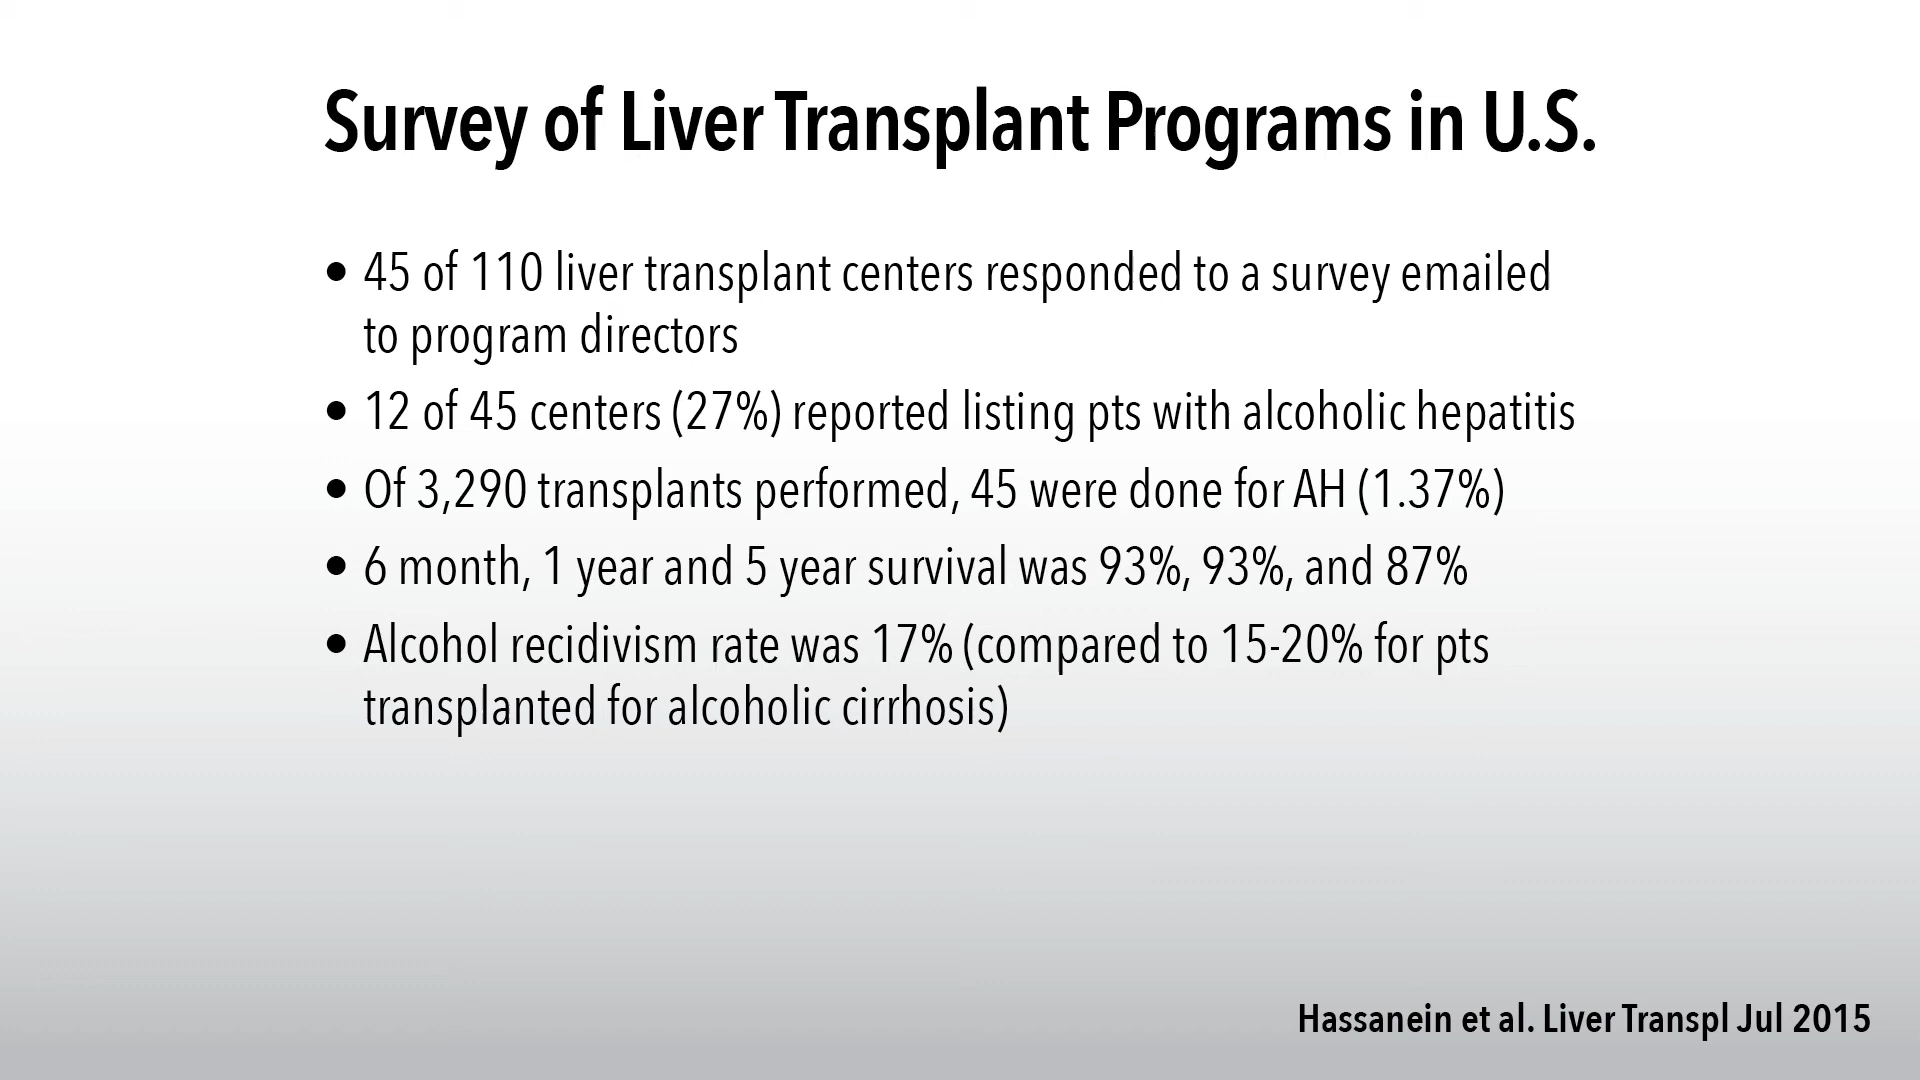 Survey of Liver Transplant Programs in U.S.
• 45 of 110 liver transplant centers responded to a survey emailed
to program directors
• 12 of 45 centers (27%) reported listing pts with alcoholic hepatitis
• Of 3,290 transplants performed, 45 were done for AH (1.37%)
• 6 month, 1 year and 5 year survival was 93%, 93%, and 87%
• Alcohol recidivism rate was 17% (compared to 15-20% for pts
transplanted for alcoholic cirrhosis)
Hassanein et al. Liver Transpl Jul 2015